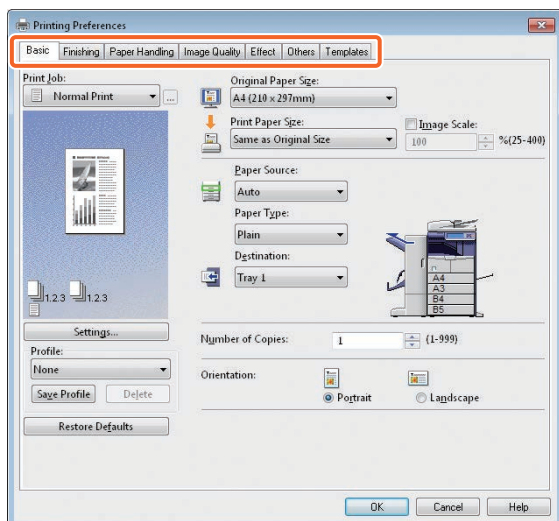 Printing Preferences
Basic Finishing Paper Handling Image Quality Effect Others Templates
Print Job:
Normal Print
...
1.2.3 1.2.3
Settings...
Profile:
None
Save Profile Delete
Restore Defaults
Original Paper Size:
A4 (210 x 297mm)
Print Paper Size:
Same as Original Size
Image Scale:
100 %(25-400)
Paper Source:
Auto
Paper Type:
Plain
Destination:
Tray 1
A4
A3
B4
B5
Number of Copies: 1 (1-999)
Orientation:
Portrait Landscape
OK Cancel Help